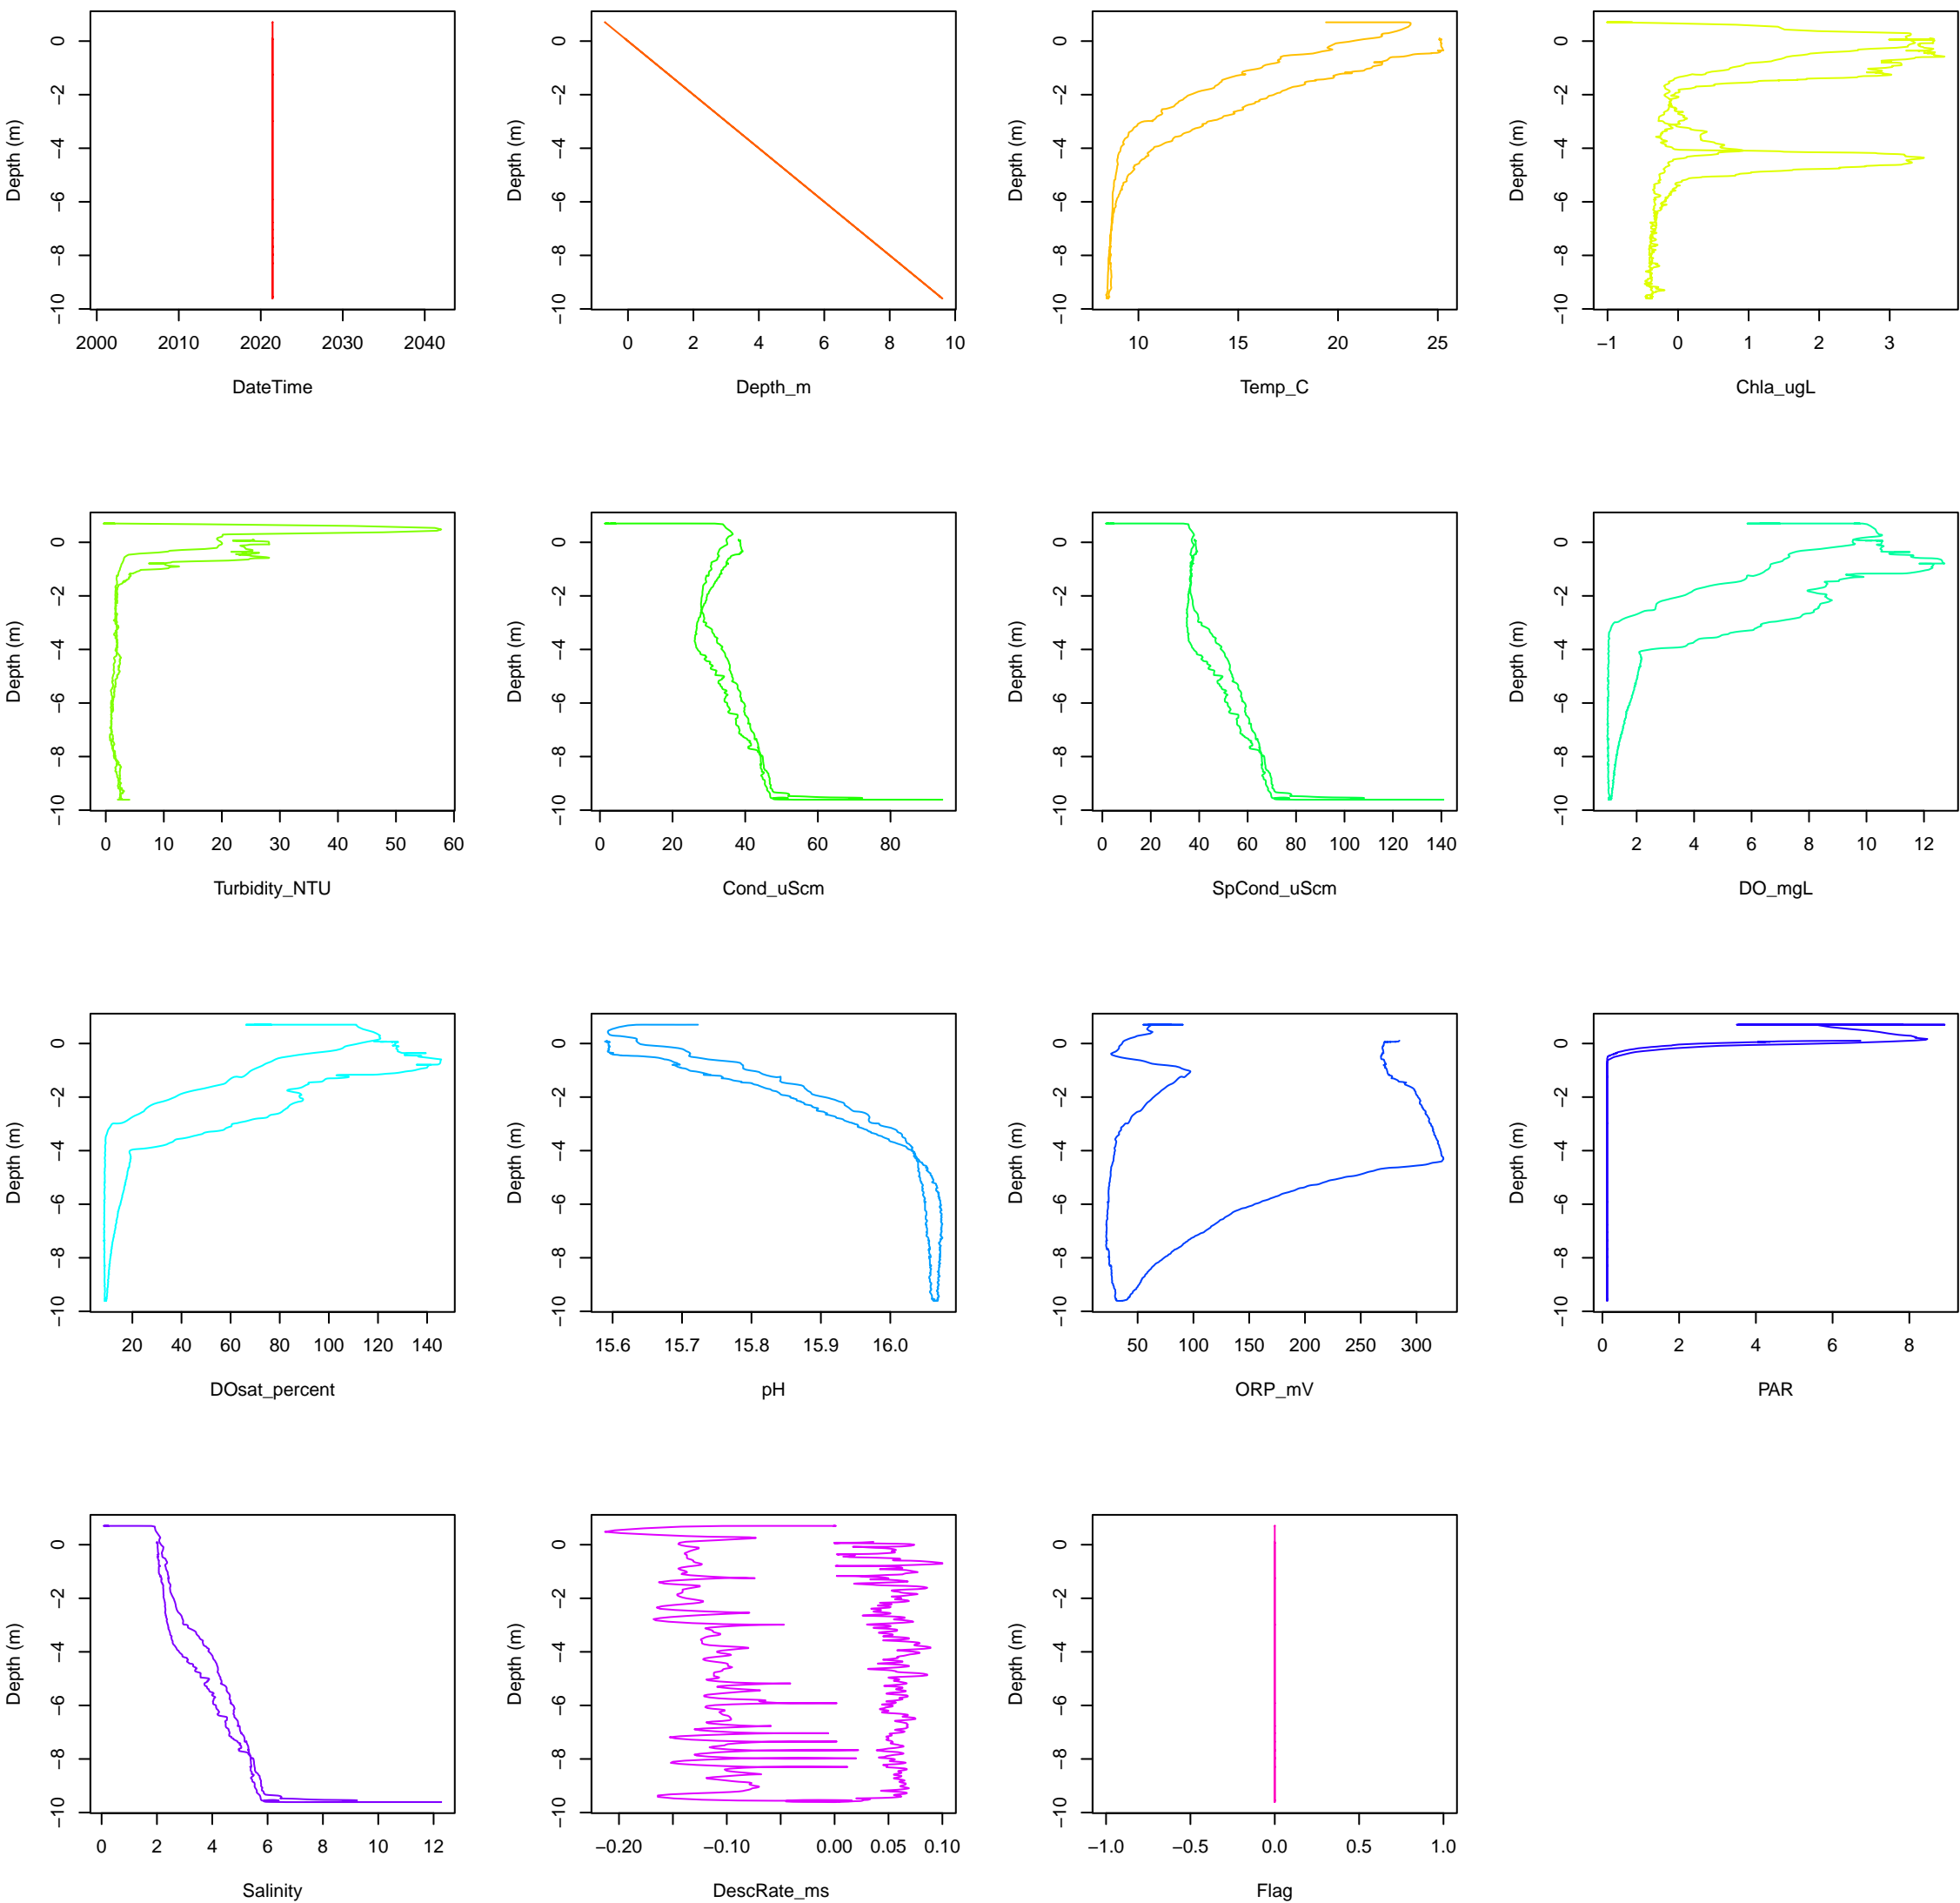 0 −2 −4 −6 −8 −10
Depth (m)
2000 2010 2020 2030 2040
DateTime
0 −2 −4 −6 −8 −10
Depth (m)
0 2 4 6 8 10
Depth_m
0 −2 −4 −6 −8 −10
Depth (m)
10 15 20 25
Temp_C
0 −2 −4 −6 −8 −10
Depth (m)
−1 0 1 2 3
Chla_ugL
0 −2 −4 −6 −8 −10
Depth (m)
0 10 20 30 40 50 60
Turbidity_NTU
0 −2 −4 −6 −8 −10
Depth (m)
0 20 40 60 80
Cond_uScm
0 −2 −4 −6 −8 −10
Depth (m)
0 20 40 60 80 100 120 140
SpCond_uScm
0 −2 −4 −6 −8 −10
Depth (m)
2 4 6 8 10 12
DO_mgL
0 −2 −4 −6 −8 −10
Depth (m)
20 40 60 80 100 120 140
DOsat_percent
0 −2 −4 −6 −8 −10
Depth (m)
15.6 15.7 15.8 15.9 16.0
pH
0 −2 −4 −6 −8 −10
Depth (m)
50 100 150 200 250 300
ORP_mV
0 −2 −4 −6 −8 −10
Depth (m)
0 2 4 6 8
PAR
0 −2 −4 −6 −8 −10
Depth (m)
0 2 4 6 8 10 12
Salinity
0 −2 −4 −6 −8 −10
Depth (m)
−0.20 −0.10 0.00 0.05 0.10
DescRate_ms
0 −2 −4 −6 −8 −10
Depth (m)
−1.0 −0.5 0.0 0.5 1.0
Flag